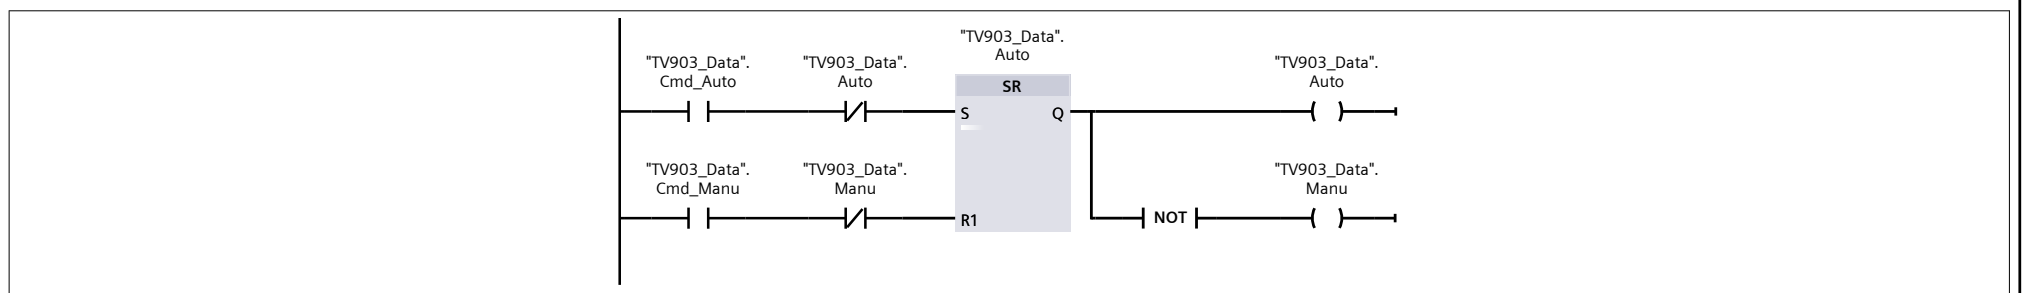 "TV903_Data".
Auto
"TV903_Data".
Cmd_Auto
"TV903_Data".
Auto
"TV903_Data".
Auto
SR
S
Q
"TV903_Data".
Cmd_Manu
"TV903_Data".
Manu
"TV903_Data".
Manu
R1
NOT